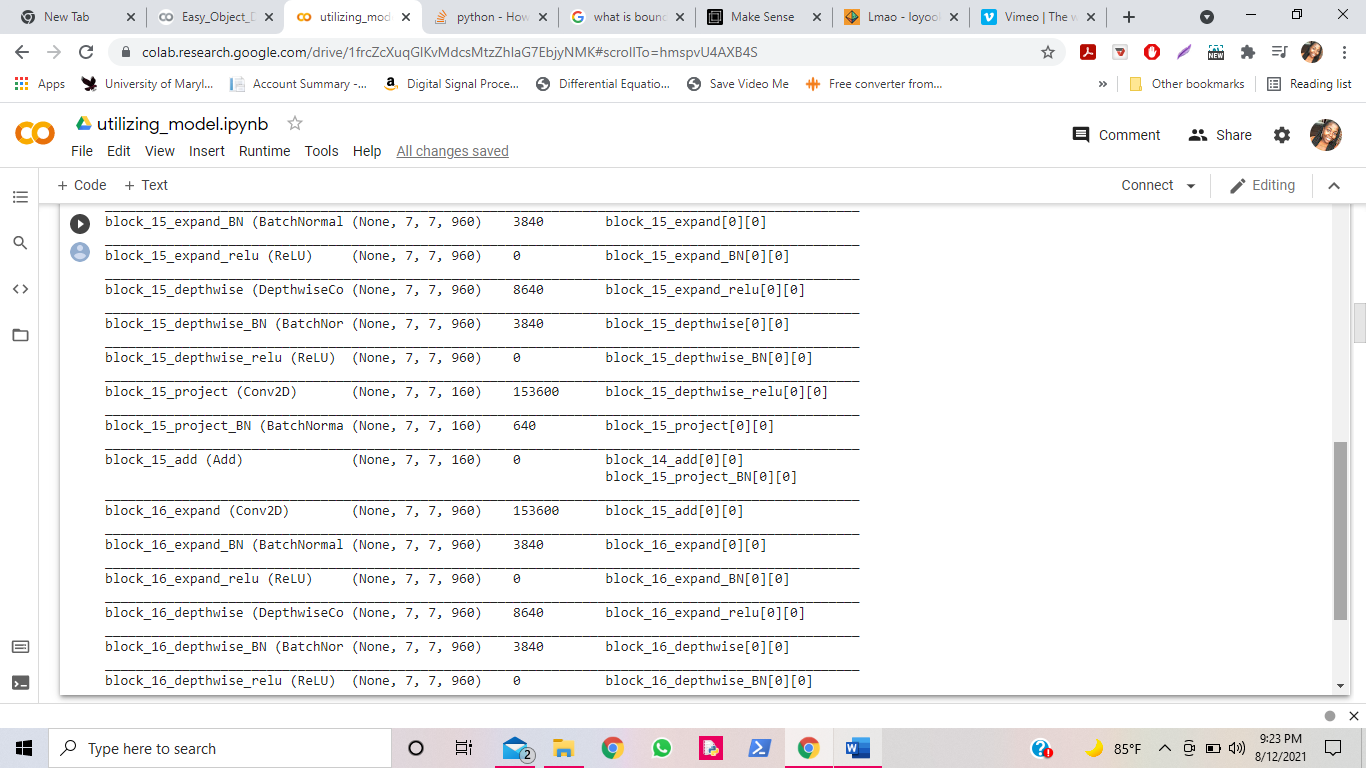 New Tab
Easy_Object_D
utilizing_mod
python - How
what is boun
Make Sense
Lmao - loyoo
Vimeo | The w
colab.research.google.com/drive/1frcZcXuqGlKvMdcsMtzZhlaG7EbjyNMK#scrollTo=hmspvU4AXB4S
Apps University of Maryl... Account Summary -... Digital Signal Proce... Differential Equatio... Save Video Me Free converter from... » Other bookmarks Reading list
utilizing_model.ipynb
Comment Share
File Edit View Insert Runtime Tools Help All changes saved
+ Code + Text Connect Editing
block_15_expand_BN (BatchNormal (None, 7, 7, 960) 3840 block_15_expand[0][0]
block_15_expand_relu (ReLU) (None, 7, 7, 960) 0 block_15_expand_BN[0][0]
block_15_depthwise (DepthwiseCo (None, 7, 7, 960) 8640 block_15_expand_relu[0][0]
block_15_depthwise_BN (BatchNor (None, 7, 7, 960) 3840 block_15_depthwise[0][0]
block_15_depthwise_relu (ReLU) (None, 7, 7, 960) 0 block_15_depthwise_BN[0][0]
block_15_project (Conv2D) (None, 7, 7, 160) 153600 block_15_depthwise_relu[0][0]
block_15_project_BN (BatchNorma (None, 7, 7, 160) 640 block_15_project[0][0]
block_15_add (Add) (None, 7, 7, 160) 0 block_14_add[0][0]
block_15_project_BN[0][0]
block_16_expand (Conv2D) (None, 7, 7, 960) 153600 block_15_add[0][0]
block_16_expand_BN (BatchNormal (None, 7, 7, 960) 3840 block_16_expand[0][0]
block_16_expand_relu (ReLU) (None, 7, 7, 960) 0 block_16_expand_BN[0][0]
block_16_depthwise (DepthwiseCo (None, 7, 7, 960) 8640 block_16_expand_relu[0][0]
block_16_depthwise_BN (BatchNor (None, 7, 7, 960) 3840 block_16_depthwise[0][0]
block_16_depthwise_relu (ReLU) (None, 7, 7, 960) 0 block_16_depthwise_BN[0][0]
Type here to search
2
85°F
9:23 PM
8/12/2021